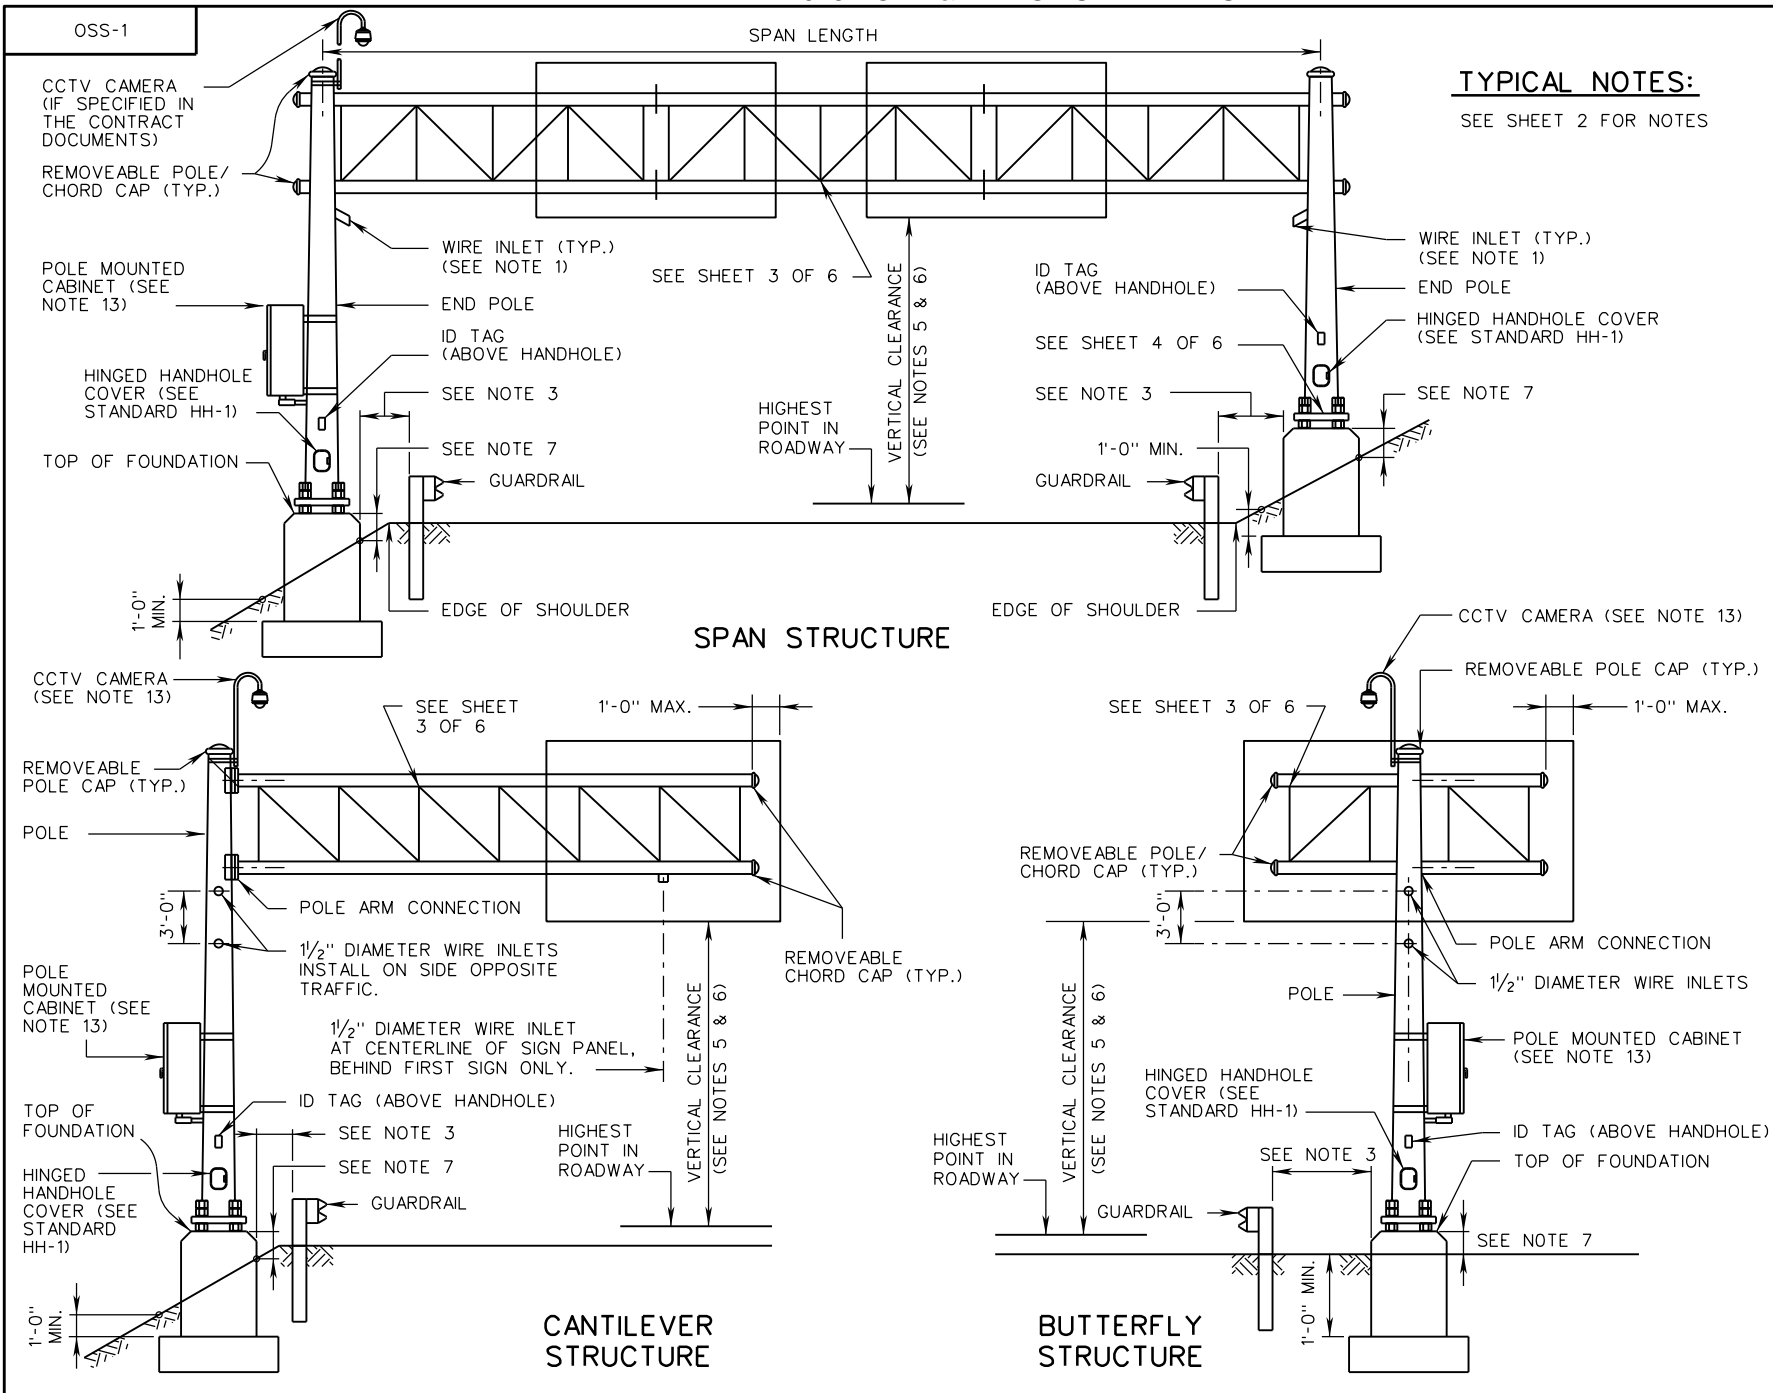 OSS-1
SPAN LENGTH
CCTV CAMERA
(IF SPECIFIED IN
THE CONTRACT
DOCUMENTS)
REMOVEABLE POLE/
CHORD CAP (TYP.)
TYPICAL NOTES:
SEE SHEET 2 FOR NOTES
WIRE INLET (TYP.)
(SEE NOTE 1)
POLE MOUNTED
CABINET (SEE
NOTE 13)
END POLE
ID TAG
(ABOVE HANDHOLE)
HINGED HANDHOLE
COVER (SEE
STANDARD HH-1)
SEE NOTE 3
SEE NOTE 7
TOP OF FOUNDATION
GUARDRAIL
1'-0"
MIN.
EDGE OF SHOULDER
SEE SHEET 3 OF 6
VERTICAL CLEARANCE
(SEE NOTES 5 & 6)
HIGHEST
POINT IN
ROADWAY
ID TAG
(ABOVE HANDHOLE)
SEE SHEET 4 OF 6
SEE NOTE 3
1'-0" MIN.
GUARDRAIL
EDGE OF SHOULDER
WIRE INLET (TYP.)
(SEE NOTE 1)
END POLE
HINGED HANDHOLE COVER
(SEE STANDARD HH-1)
SEE NOTE 7
SPAN STRUCTURE
CCTV CAMERA
(SEE NOTE 13)
SEE SHEET
3 OF 6
1'-0" MAX.
REMOVEABLE
POLE CAP (TYP.)
POLE
3'-0"
POLE ARM CONNECTION
1½" DIAMETER WIRE INLETS
INSTALL ON SIDE OPPOSITE
TRAFFIC.
REMOVEABLE
CHORD CAP (TYP.)
POLE
MOUNTED
CABINET (SEE
NOTE 13)
1½" DIAMETER WIRE INLET
AT CENTERLINE OF SIGN PANEL,
BEHIND FIRST SIGN ONLY.
VERTICAL CLEARANCE
(SEE NOTES 5 & 6)
ID TAG (ABOVE HANDHOLE)
TOP OF
FOUNDATION
SEE NOTE 3
SEE NOTE 7
HIGHEST
POINT IN
ROADWAY
HINGED
HANDHOLE
COVER (SEE
STANDARD
HH-1)
GUARDRAIL
1'-0"
MIN.
CANTILEVER
STRUCTURE
CCTV CAMERA (SEE NOTE 13)
REMOVEABLE POLE CAP (TYP.)
SEE SHEET 3 OF 6
1'-0" MAX.
REMOVEABLE POLE/
CHORD CAP (TYP.)
3'-0"
POLE ARM CONNECTION
1½" DIAMETER WIRE INLETS
POLE
VERTICAL CLEARANCE
(SEE NOTES 5 & 6)
POLE MOUNTED CABINET
(SEE NOTE 13)
HINGED HANDHOLE
COVER (SEE
STANDARD HH-1)
HIGHEST
POINT IN
ROADWAY
SEE NOTE 3
ID TAG (ABOVE HANDHOLE)
TOP OF FOUNDATION
GUARDRAIL
SEE NOTE 7
1'-0" MIN.
BUTTERFLY
STRUCTURE